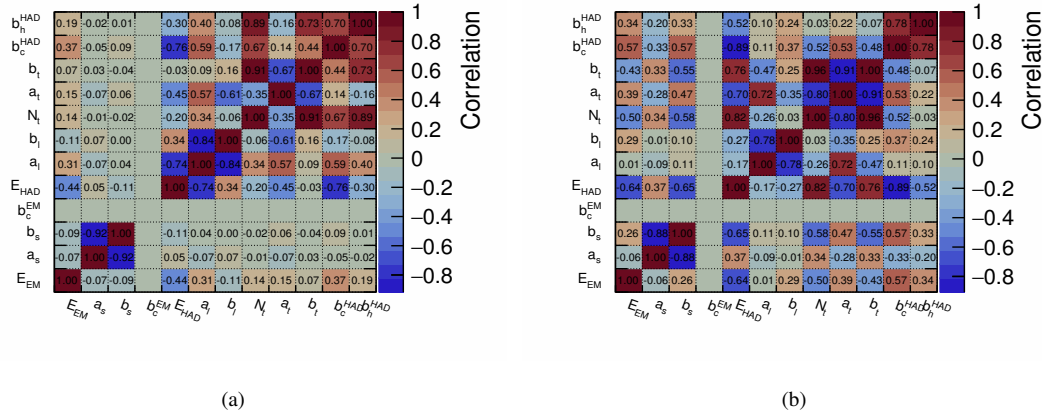 b_h^HAD 0.19 -0.02 0.01 -0.30 0.40 -0.08 0.89 -0.16 0.73 0.70 1.00
b_c^HAD 0.37 -0.05 0.09 -0.76 0.59 -0.17 0.67 0.14 0.44 1.00 0.70
b_t 0.07 0.03 -0.04 -0.03 0.09 0.16 0.91 -0.67 1.00 0.44 0.73
a_t 0.15 -0.07 0.06 -0.45 0.57 -0.61 -0.35 1.00 -0.67 0.14 -0.16
N_t 0.14 -0.01 -0.02 -0.20 0.34 -0.06 1.00 -0.35 0.91 0.67 0.89
b_l -0.11 0.07 0.00 0.34 -0.84 1.00 -0.06 -0.61 0.16 -0.17 -0.08
a_l 0.31 -0.07 0.04 -0.74 1.00 -0.84 0.34 0.57 0.09 0.59 0.40
E_HAD -0.44 0.05 -0.11 1.00 -0.74 0.34 -0.20 -0.45 -0.03 -0.76 -0.30
b_c^EM
b_s -0.09 -0.92 1.00 -0.11 0.04 0.00 -0.02 0.06 -0.04 0.09 0.01
a_s -0.07 1.00 -0.92 0.05 -0.07 0.07 -0.01 -0.07 0.03 -0.05 -0.02
E_EM 1.00 -0.07 -0.09 -0.44 0.31 -0.11 0.14 0.15 0.07 0.37 0.19
E_EM a_s b_s b_c^EM E_HAD a_l b_l N_t a_t b_t b_c^HAD b_h^HAD
1
0.8
0.6
0.4
0.2
0
−0.2
−0.4
−0.6
−0.8
Correlation
(a)
b_h^HAD 0.34 -0.20 0.33 -0.52 0.10 0.24 -0.03 0.22 -0.07 0.78 1.00
b_c^HAD 0.57 -0.33 0.57 -0.89 0.11 0.37 -0.52 0.53 -0.48 1.00 0.78
b_t -0.43 0.33 -0.55 0.76 -0.47 0.25 0.96 -0.91 1.00 -0.48 -0.07
a_t 0.39 -0.28 0.47 -0.70 0.72 -0.35 -0.80 1.00 -0.91 0.53 0.22
N_t -0.50 0.34 -0.58 0.82 -0.26 -0.03 1.00 -0.80 0.96 -0.52 -0.03
b_l 0.29 -0.01 0.10 -0.27 -0.78 1.00 -0.03 -0.35 0.25 0.37 0.24
a_l 0.01 -0.09 0.11 -0.17 1.00 -0.78 -0.26 0.72 -0.47 0.11 0.10
E_HAD -0.64 0.37 -0.65 1.00 -0.17 -0.27 0.82 -0.70 0.76 -0.89 -0.52
b_c^EM
b_s 0.26 -0.88 1.00 -0.65 0.11 0.10 -0.58 0.47 -0.55 0.57 0.33
a_s -0.06 1.00 -0.88 0.37 -0.09 -0.01 0.34 -0.28 0.33 -0.33 -0.20
E_EM 1.00 -0.06 0.26 -0.64 0.01 0.29 -0.50 0.39 -0.43 0.57 0.34
E_EM a_s b_s b_c^EM E_HAD a_l b_l N_t a_t b_t b_c^HAD b_h^HAD
1
0.8
0.6
0.4
0.2
0
−0.2
−0.4
−0.6
−0.8
Correlation
(b)